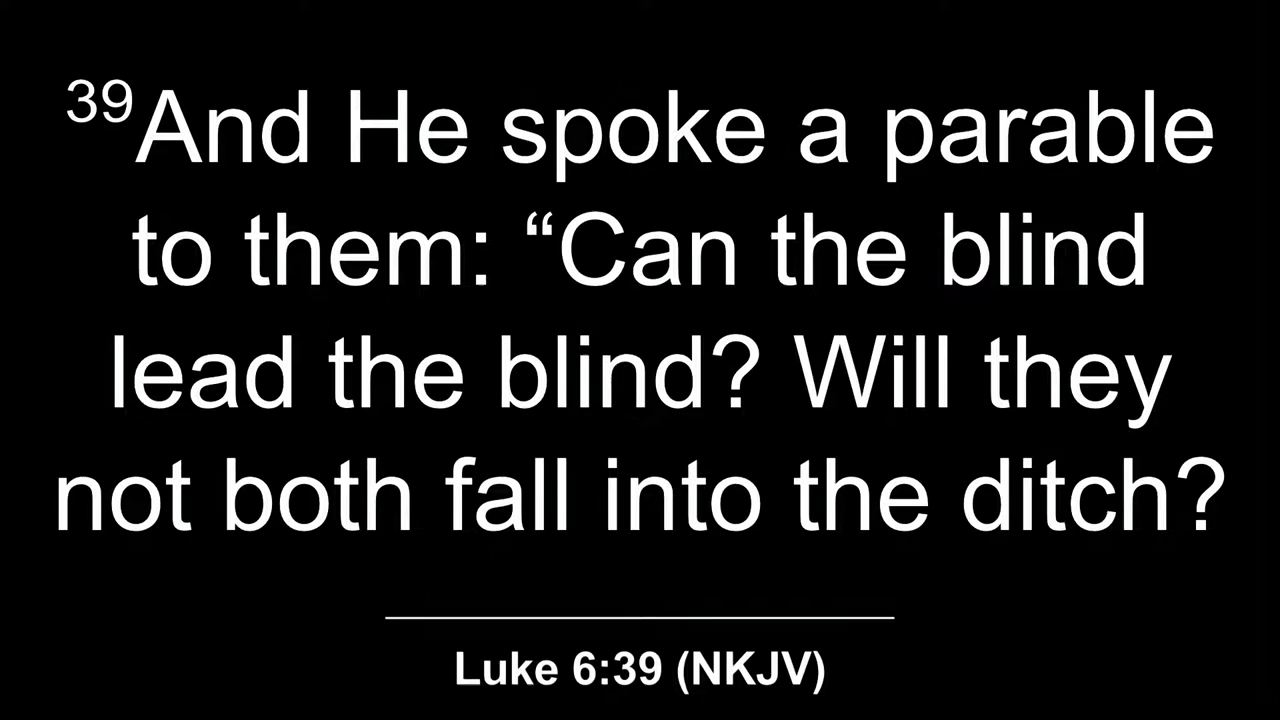 39And He spoke a parable
to them: “Can the blind
lead the blind? Will they
not both fall into the ditch?
Luke 6:39 (NKJV)